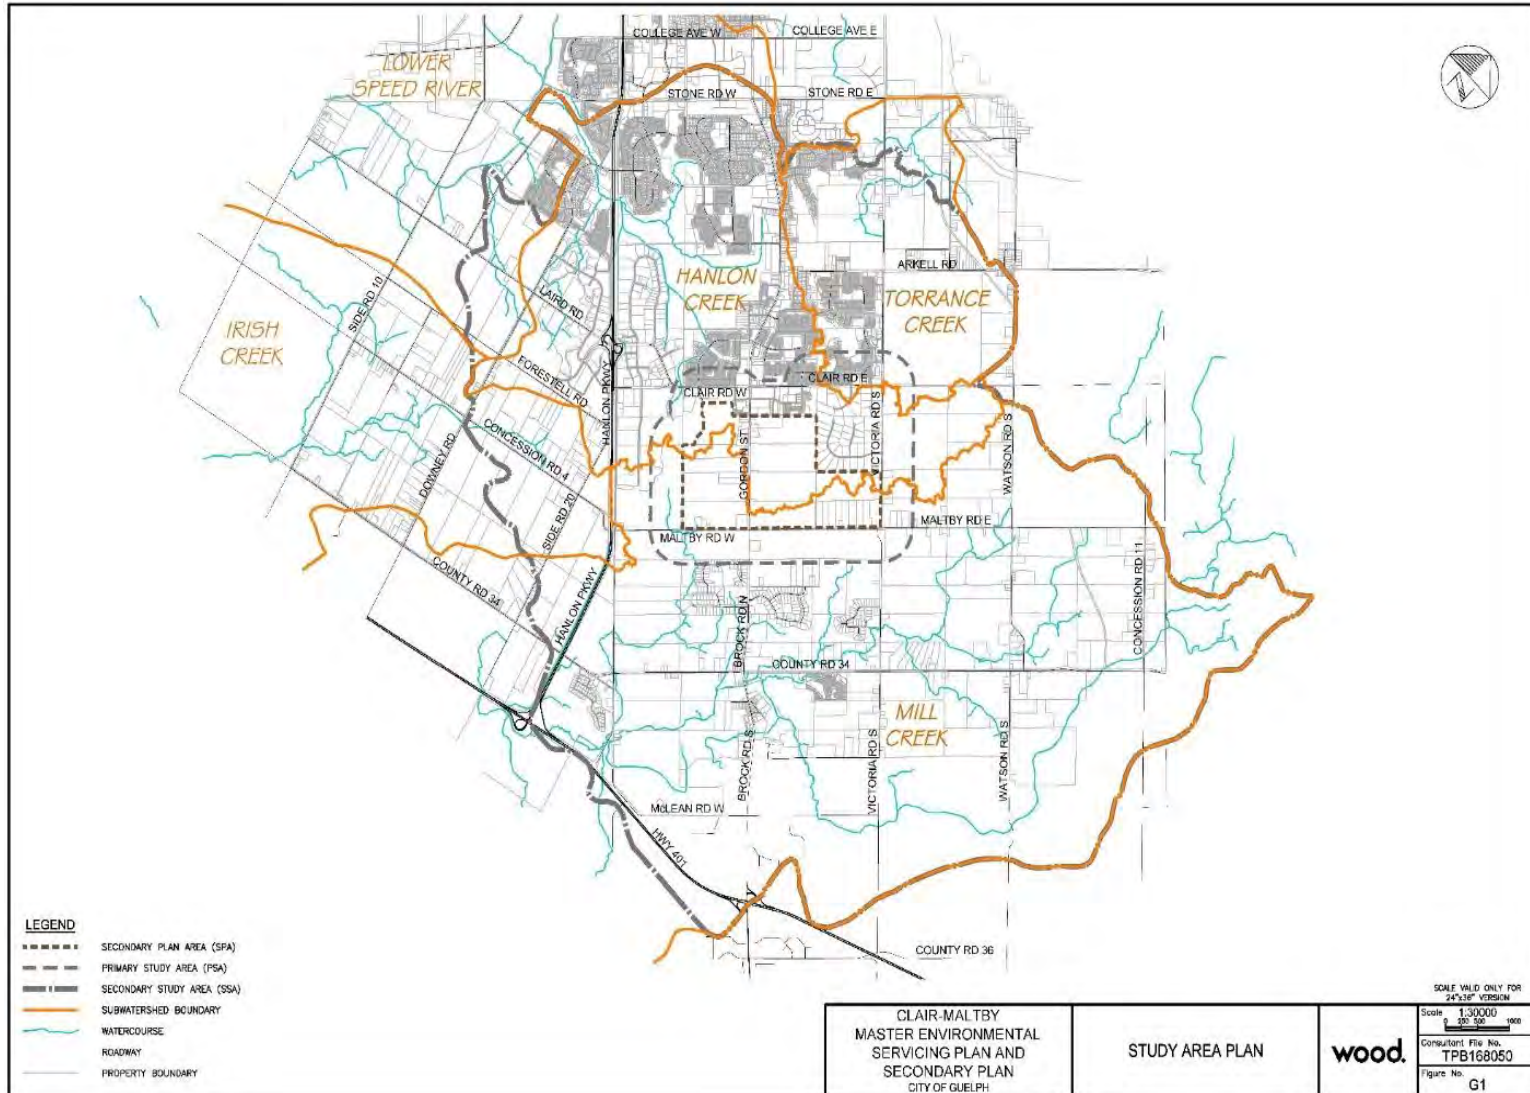 COLLEGE AVE W
COLLEGE AVE E
LOWER
SPEED RIVER
STONE RD W
STONE RD E
ARKELL RD
HANLON
CREEK
TORRANCE
CREEK
SIDE RD 10
LAIRD RD
IRISH
CREEK
HANLON PKWY
FORESTELL RD
CLAIR RD E
CLAIR RD W
VICTORIA RD S
WATSON RD S
GORDON ST
CONCESSION RD 4
DOWNEY RD
SIDE RD 20
MALTBY RD E
MALTBY RD W
COUNTY RD 34
HANLON PKWY
BROCK RD N
CONCESSION RD 11
COUNTY RD 34
MILL
CREEK
BROCK RD S
VICTORIA RD S
WATSON RD S
McLEAN RD W
HWY 401
COUNTY RD 36
LEGEND
SECONDARY PLAN AREA (SPA)
PRIMARY STUDY AREA (PSA)
SECONDARY STUDY AREA (SSA)
SUBWATERSHED BOUNDARY
WATERCOURSE
ROADWAY
PROPERTY BOUNDARY
CLAIR-MALTBY
MASTER ENVIRONMENTAL
SERVICING PLAN AND
SECONDARY PLAN
CITY OF GUELPH
STUDY AREA PLAN
wood.
SCALE VALID ONLY FOR
24"x36" VERSION
Scale 1:30000
0 250 500 1000
Consultant File No.
TPB168050
Figure No.
G1